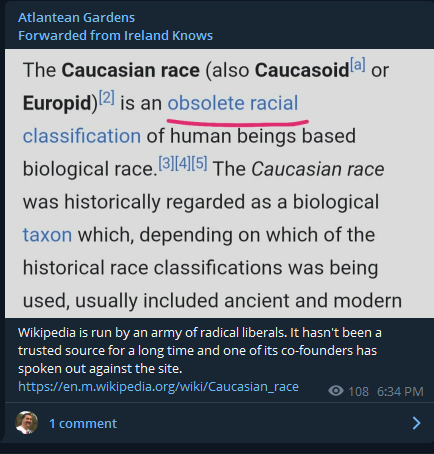 Atlantean Gardens
Forwarded from Ireland Knows
The Caucasian race (also Caucasoid[a] or
Europid)[2] is an obsolete racial
classification of human beings based
biological race.[3][4][5] The Caucasian race
was historically regarded as a biological
taxon which, depending on which of the
historical race classifications was being
used, usually included ancient and modern
Wikipedia is run by an army of radical liberals. It hasn't been a
trusted source for a long time and one of its co-founders has
spoken out against the site.
https://en.m.wikipedia.org/wiki/Caucasian_race 108 6:34 PM
1 comment